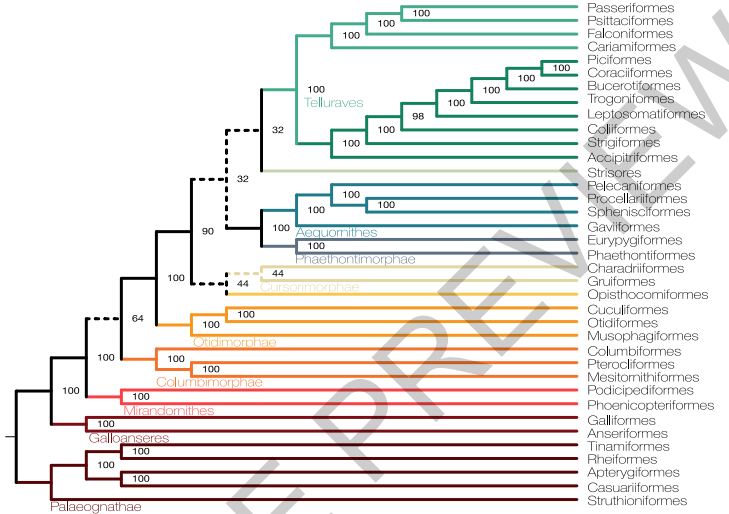 Passeriformes
100
Psittaciformes
100
Falconiformes
100
Cariamiformes
Piciformes
100
Coraciiformes
100
100
Bucerotiformes
Telluraves
100
Trogoniformes
98
Leptosomatiformes
100
Coliiformes
32
100
Strigiformes
Accipitriformes
32
Strisores
Pelecaniformes
100
Procellariiformes
100
100
Sphenisciformes
90
100
Gaviiformes
Aequornithes
Eurypygiformes
100
Phaethontiformes
Phaethontimorphae
Charadriiformes
44
100
44
Gruiformes
Cursorimorphae
Opisthocomiformes
Cuculiformes
100
64
100
Otidiformes
Musophagiformes
Otidimorphae
Columbiformes
100
100
Pterocliformes
100
Mesitornithiformes
Columbimorphae
100
Podicipediformes
100
Phoenicopteriformes
Mirandornithes
Galliformes
100
Anseriformes
Galloanseres
Tinamiformes
100
Rheiformes
100
Apterygiformes
100
Casuariiformes
Struthioniformes
Palaeognathae
PREVIEW